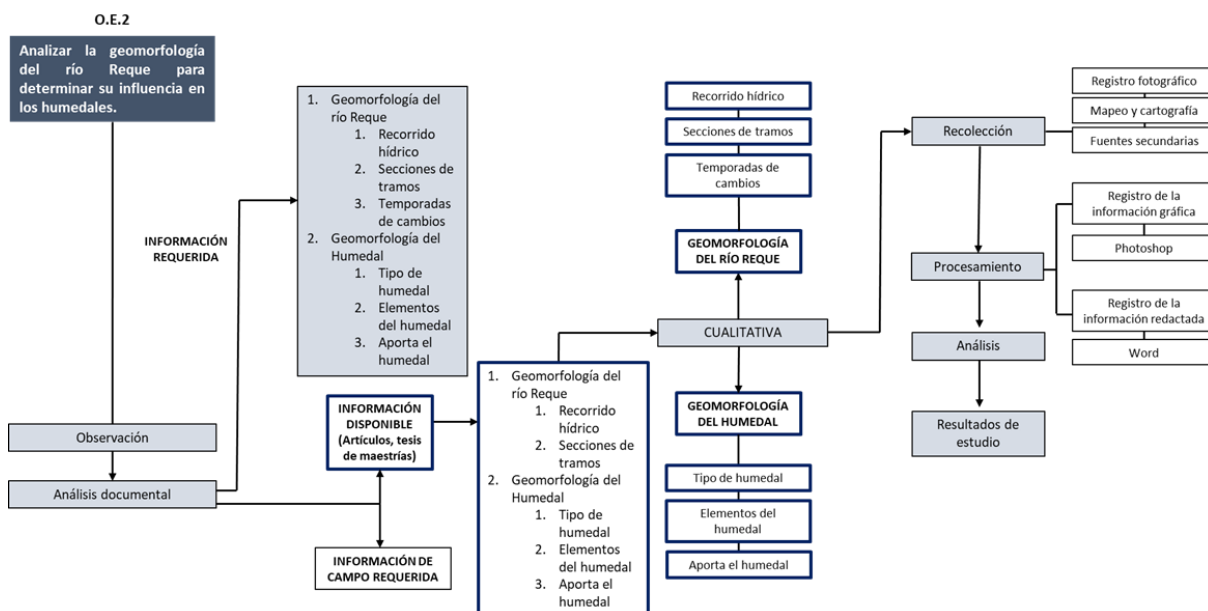 O.E.2
Analizar la geomorfología
del río Reque para
determinar su influencia en
los humedales.
Observación
Análisis documental
INFORMACIÓN
REQUERIDA
1. Geomorfología del
río Reque
1. Recorrido
hídrico
2. Secciones de
tramos
3. Temporadas
de cambios
2. Geomorfología del
Humedal
1. Tipo de
humedal
2. Elementos
del humedal
3. Aporta el
humedal
INFORMACIÓN
DISPONIBLE
(Artículos, tesis
de maestrías)
INFORMACIÓN DE
CAMPO REQUERIDA
1. Geomorfología del
río Reque
1. Recorrido
hídrico
2. Secciones de
tramos
2. Geomorfología del
Humedal
1. Tipo de
humedal
2. Elementos
del humedal
3. Aporta el
humedal
Recorrido hídrico
Secciones de tramos
Temporadas de
cambios
GEOMORFOLOGÍA
DEL RÍO REQUE
CUALITATIVA
GEOMORFOLOGÍA
DEL HUMEDAL
Tipo de humedal
Elementos del
humedal
Aporta el humedal
Recolección
Procesamiento
Análisis
Resultados de
estudio
Registro fotográfico
Mapeo y cartografía
Fuentes secundarias
Registro de la
información gráfica
Photoshop
Registro de la
información redactada
Word